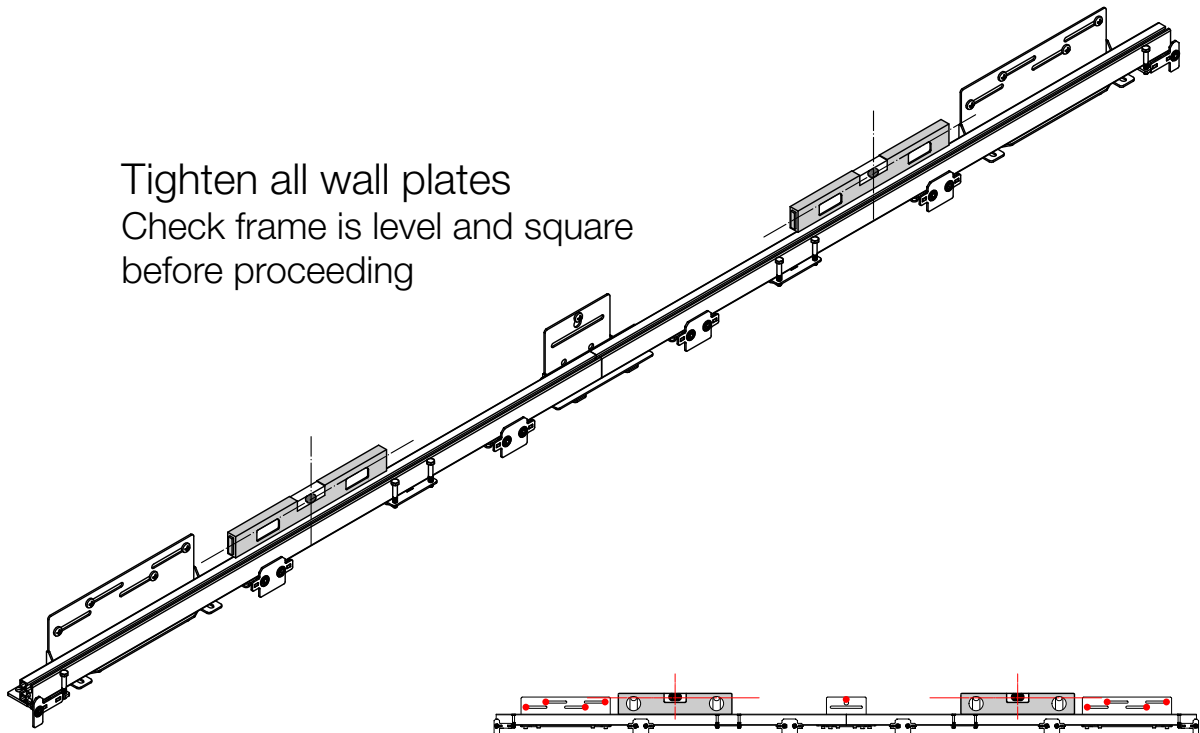 Tighten all wall plates
Check frame is level and square
before proceeding